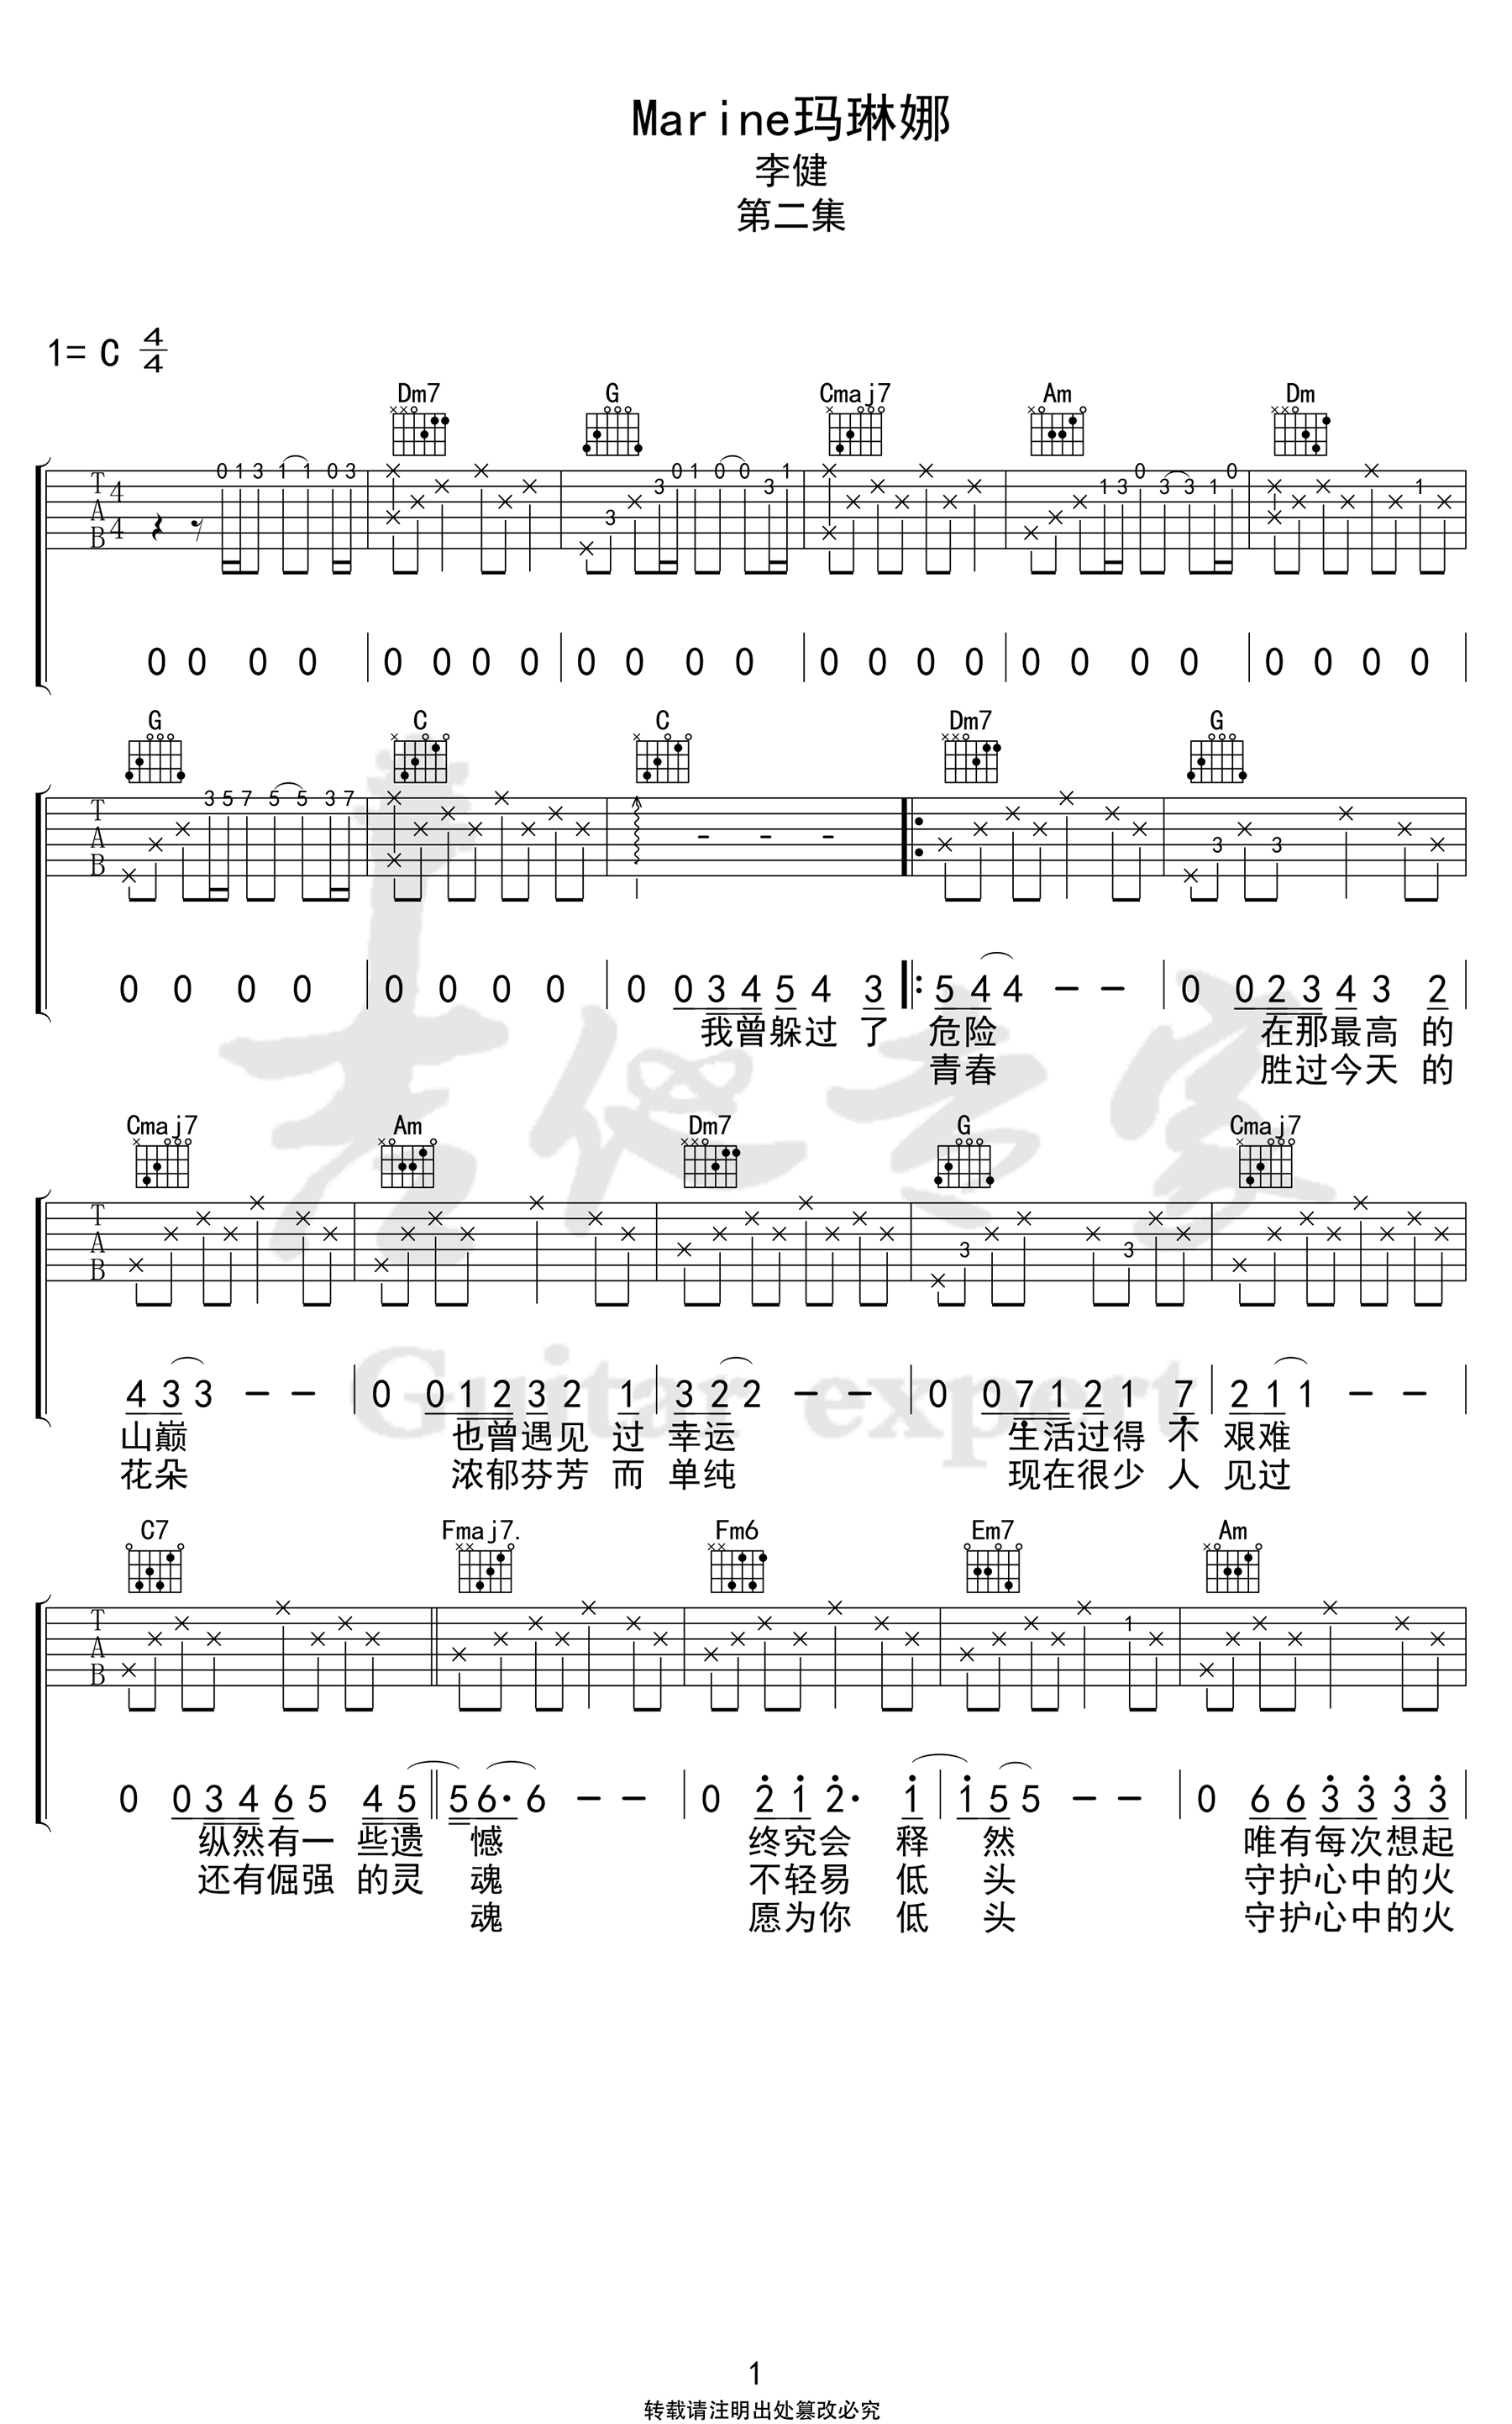 Marine玛琳娜
李健
第二集
1= C 4/4
Dm7 G Cmaj7 Am Dm
T A B 4 4 0 1 3 1 1 0 3 3 3 0 1 0 0 3 1 1 3 0 3 3 1 0 1
0 0 0 0 0 0 0 0 0 0 0 0 0 0 0 0 0 0 0 0 0 0 0 0
G C C Dm7 G
T A B 3 5 7 5 5 3 7 3 3
0 0 0 0 0 0 0 0 0 0 3 4 5 4 3 5 4 4 - - 0 0 2 3 4 3 2
我曾躲过 了 危险 在那最高 的
青春 胜过今天 的
Cmaj7 Am Dm7 G Cmaj7
T A B 3 3
4 3 3 - - 0 0 1 2 3 2 1 3 2 2 - - 0 0 7 1 2 1 7 2 1 1 - -
山巅 也曾遇见 过 幸运 生活过得 不 艰难
花朵 浓郁芬芳 而 单纯 现在很少 人 见过
C7 Fmaj7. Fm6 Em7 Am
T A B 1
0 0 3 4 6 5 4 5 5 6· 6 - - 0 2 1 2· 1 1 5 5 - - 0 6 6 3 3 3 3
纵然有一 些遗 憾 终究会 释 然 唯有每次想起
还有倔强 的灵 魂 不轻易 低 头 守护心中的火
魂 愿为你 低 头 守护心中的火
吉他专家
Guitar expert
1
转载请注明出处篡改必究